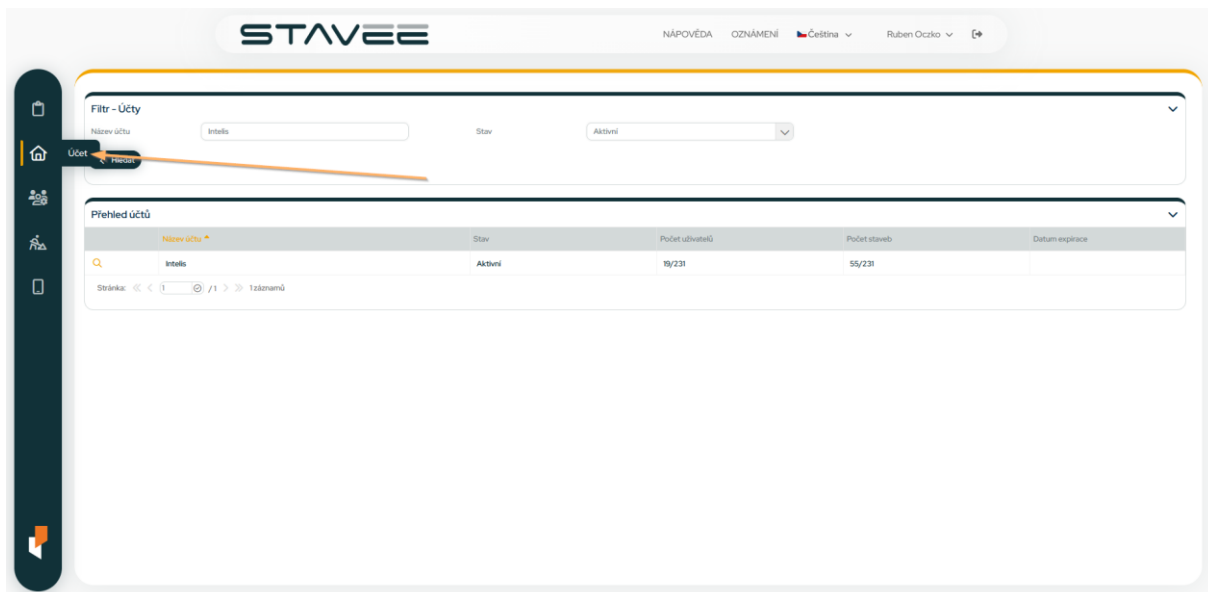 STAVEE
NÁPOVĚDA OZNÁMENÍ Čeština Ruben Oczko
Filtr - Účty
Název účtu Intelis Stav Aktivní
Účet
Hledat
Přehled účtů
Název účtu Stav Počet uživatelů Počet staveb Datum expirace
Intelis Aktivní 19/231 55/231
Stránka: 1 / 1 1 záznamů